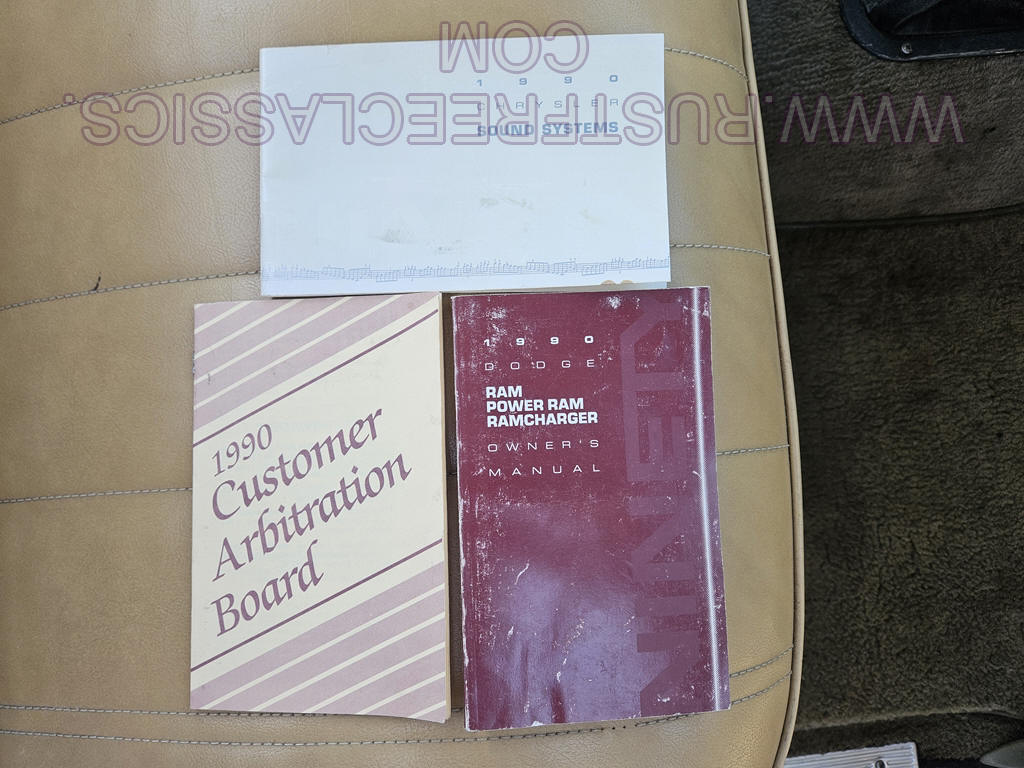 WWW.RUSTFREECLASSICS.
COM
1990
CHRYSLER
SOUND SYSTEMS
1990
Customer
Arbitration
Board
1990
DODGE
RAM
POWER RAM
RAMCHARGER
OWNER'S
MANUAL
NINETY